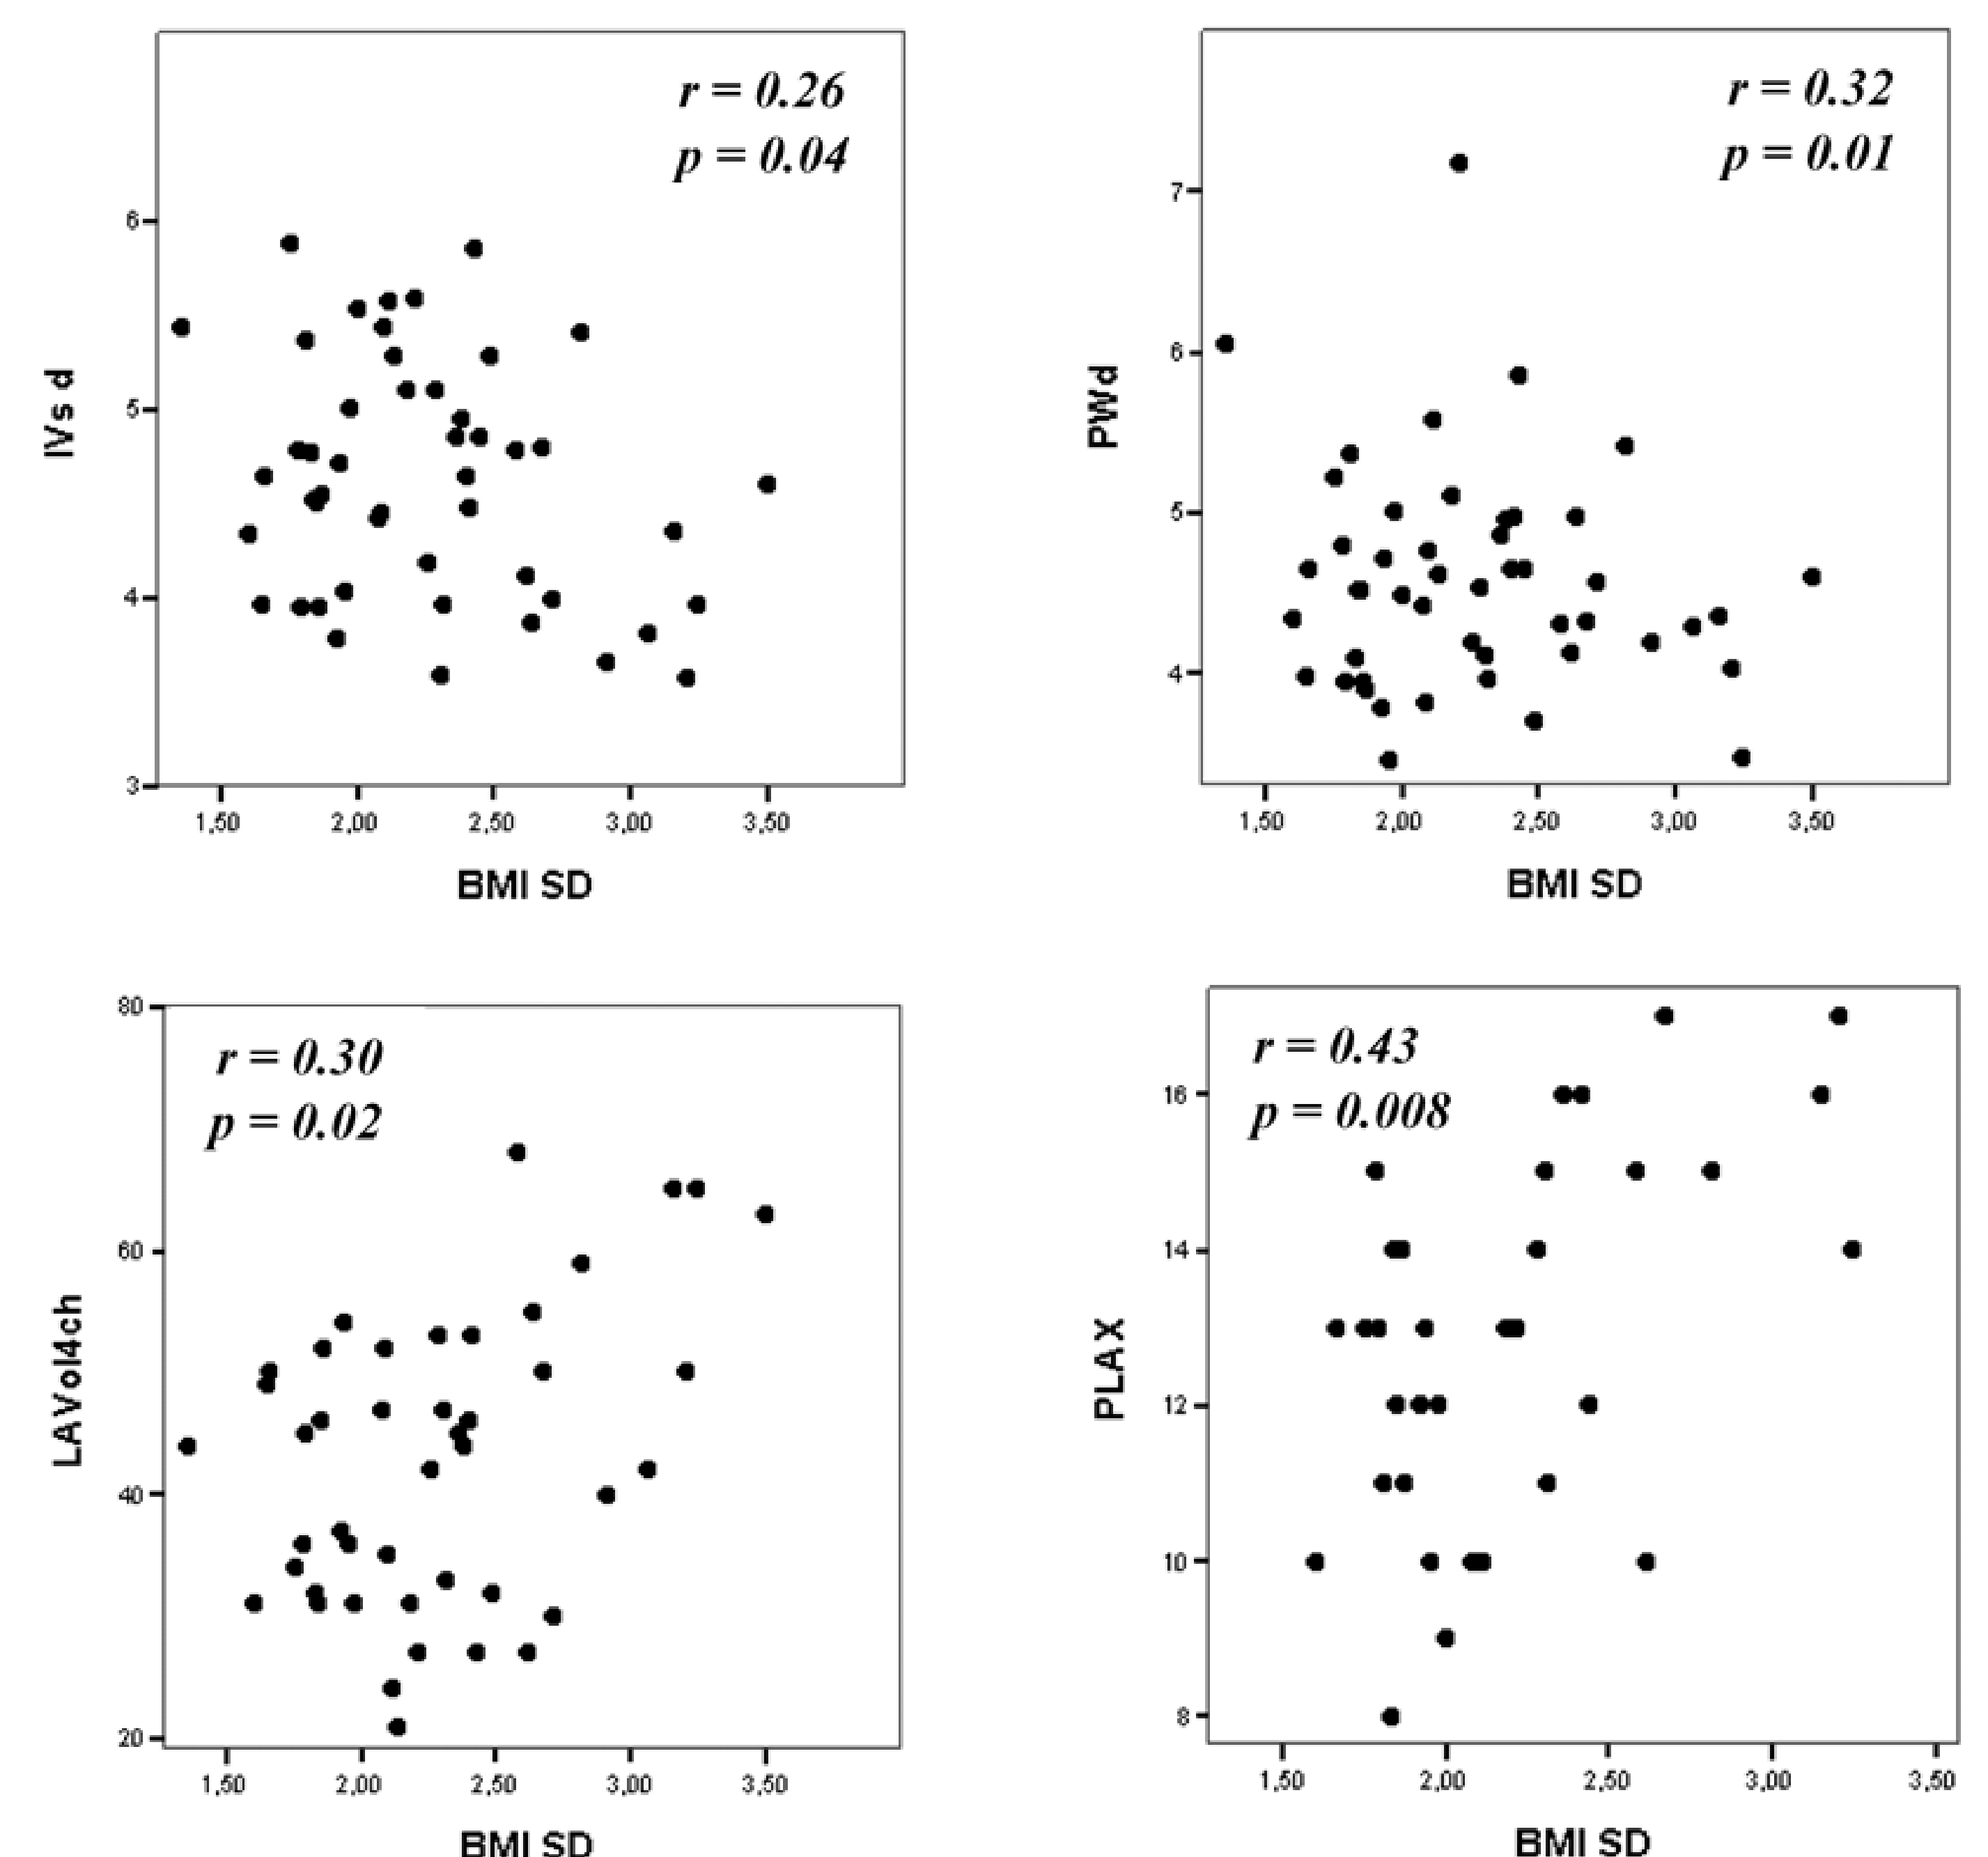 r = 0.26
p = 0.04
6
5
4
3
IVs d
1,50 2,00 2,50 3,00 3,50
BMI SD
r = 0.32
p = 0.01
7
6
5
4
PWd
1,50 2,00 2,50 3,00 3,50
BMI SD
r = 0.30
p = 0.02
80
60
40
20
LAVol4ch
1,50 2,00 2,50 3,00 3,50
BMI SD
r = 0.43
p = 0.008
16
14
12
10
8
PLAX
1,50 2,00 2,50 3,00 3,50
BMI SD